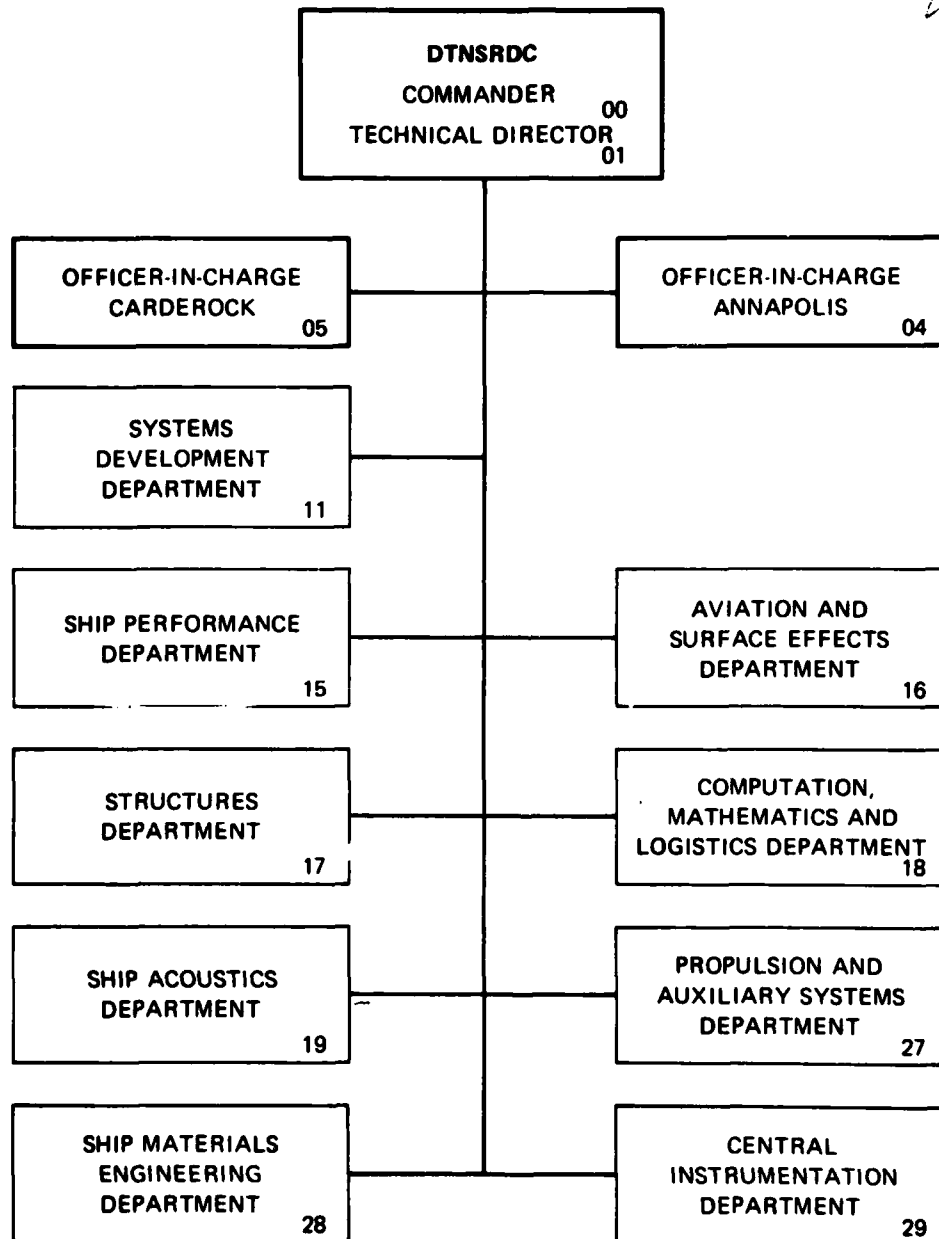 DTNSRDC
COMMANDER
00
TECHNICAL DIRECTOR
01
OFFICER-IN-CHARGE
CARDEROCK
05
OFFICER-IN-CHARGE
ANNAPOLIS
04
SYSTEMS
DEVELOPMENT
DEPARTMENT
11
SHIP PERFORMANCE
DEPARTMENT
15
AVIATION AND
SURFACE EFFECTS
DEPARTMENT
16
STRUCTURES
DEPARTMENT
17
COMPUTATION,
MATHEMATICS AND
LOGISTICS DEPARTMENT
18
SHIP ACOUSTICS
DEPARTMENT
19
PROPULSION AND
AUXILIARY SYSTEMS
DEPARTMENT
27
SHIP MATERIALS
ENGINEERING
DEPARTMENT
28
CENTRAL
INSTRUMENTATION
DEPARTMENT
29